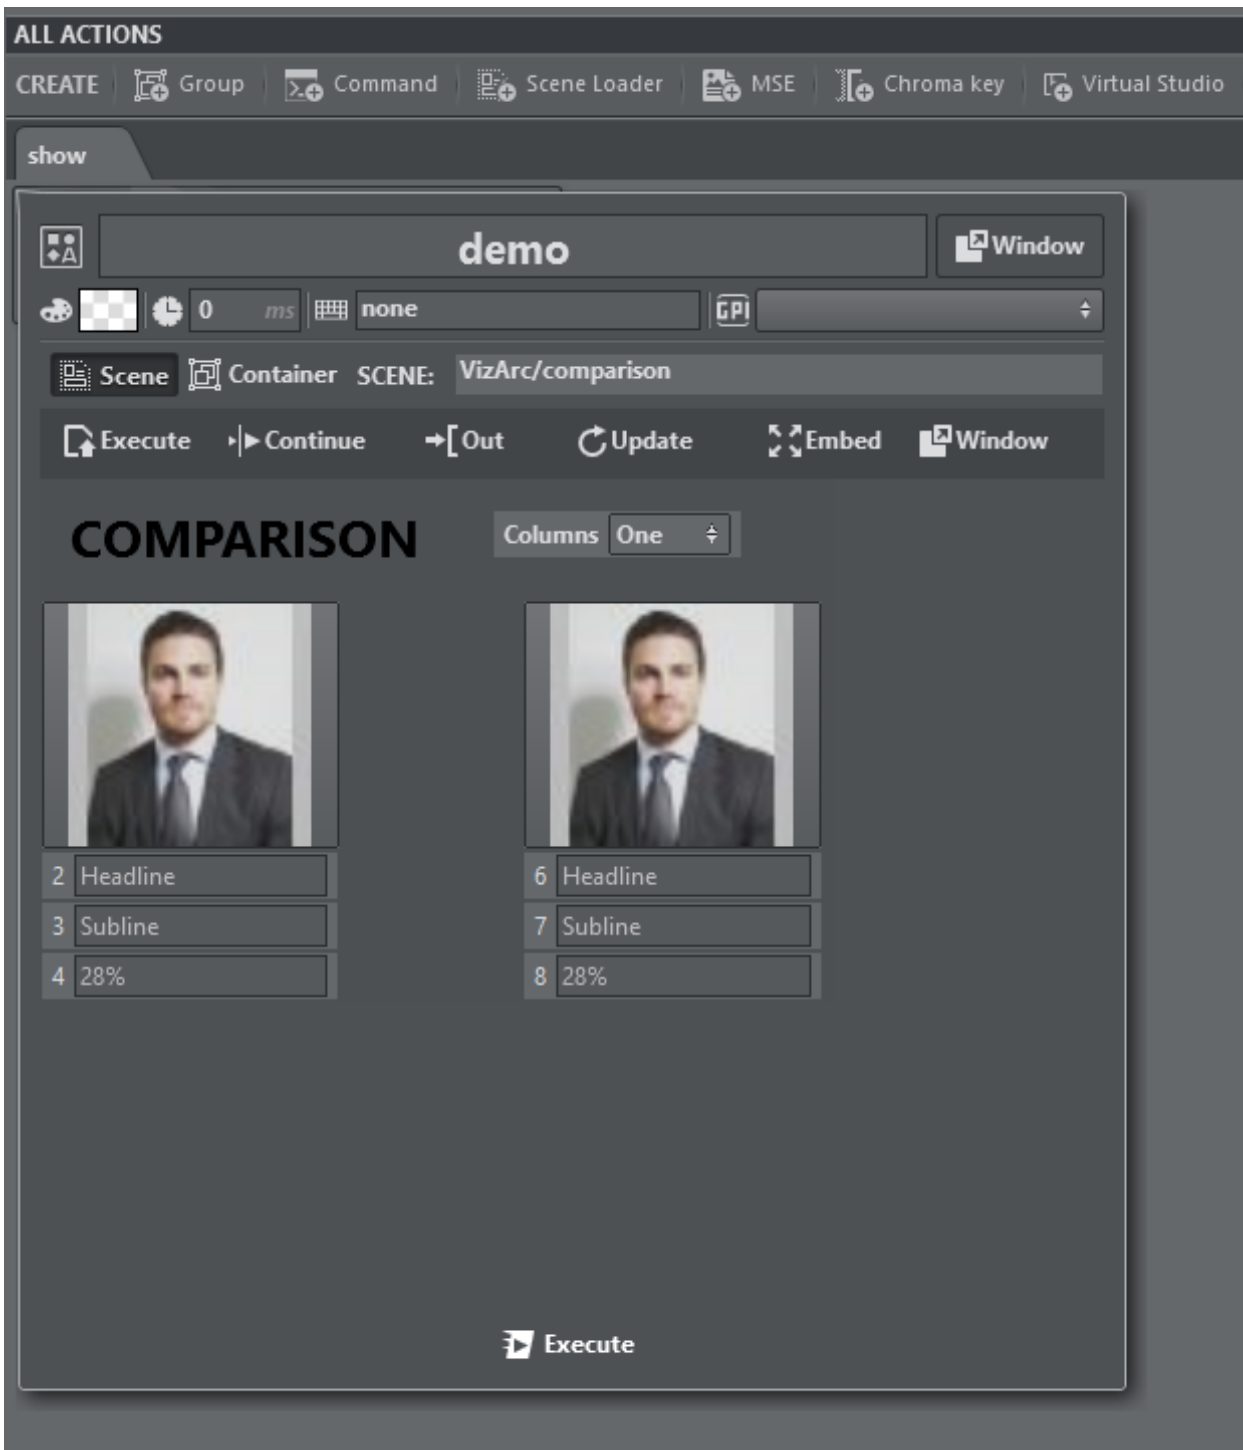 ALL ACTIONS
CREATE Group Command Scene Loader MSE Chroma key Virtual Studio
show
demo Window
0 ms none GPI
Scene Container SCENE: VizArc/comparison
Execute Continue Out Update Embed Window
COMPARISON Columns One
2 Headline 6 Headline
3 Subline 7 Subline
4 28% 8 28%
Execute